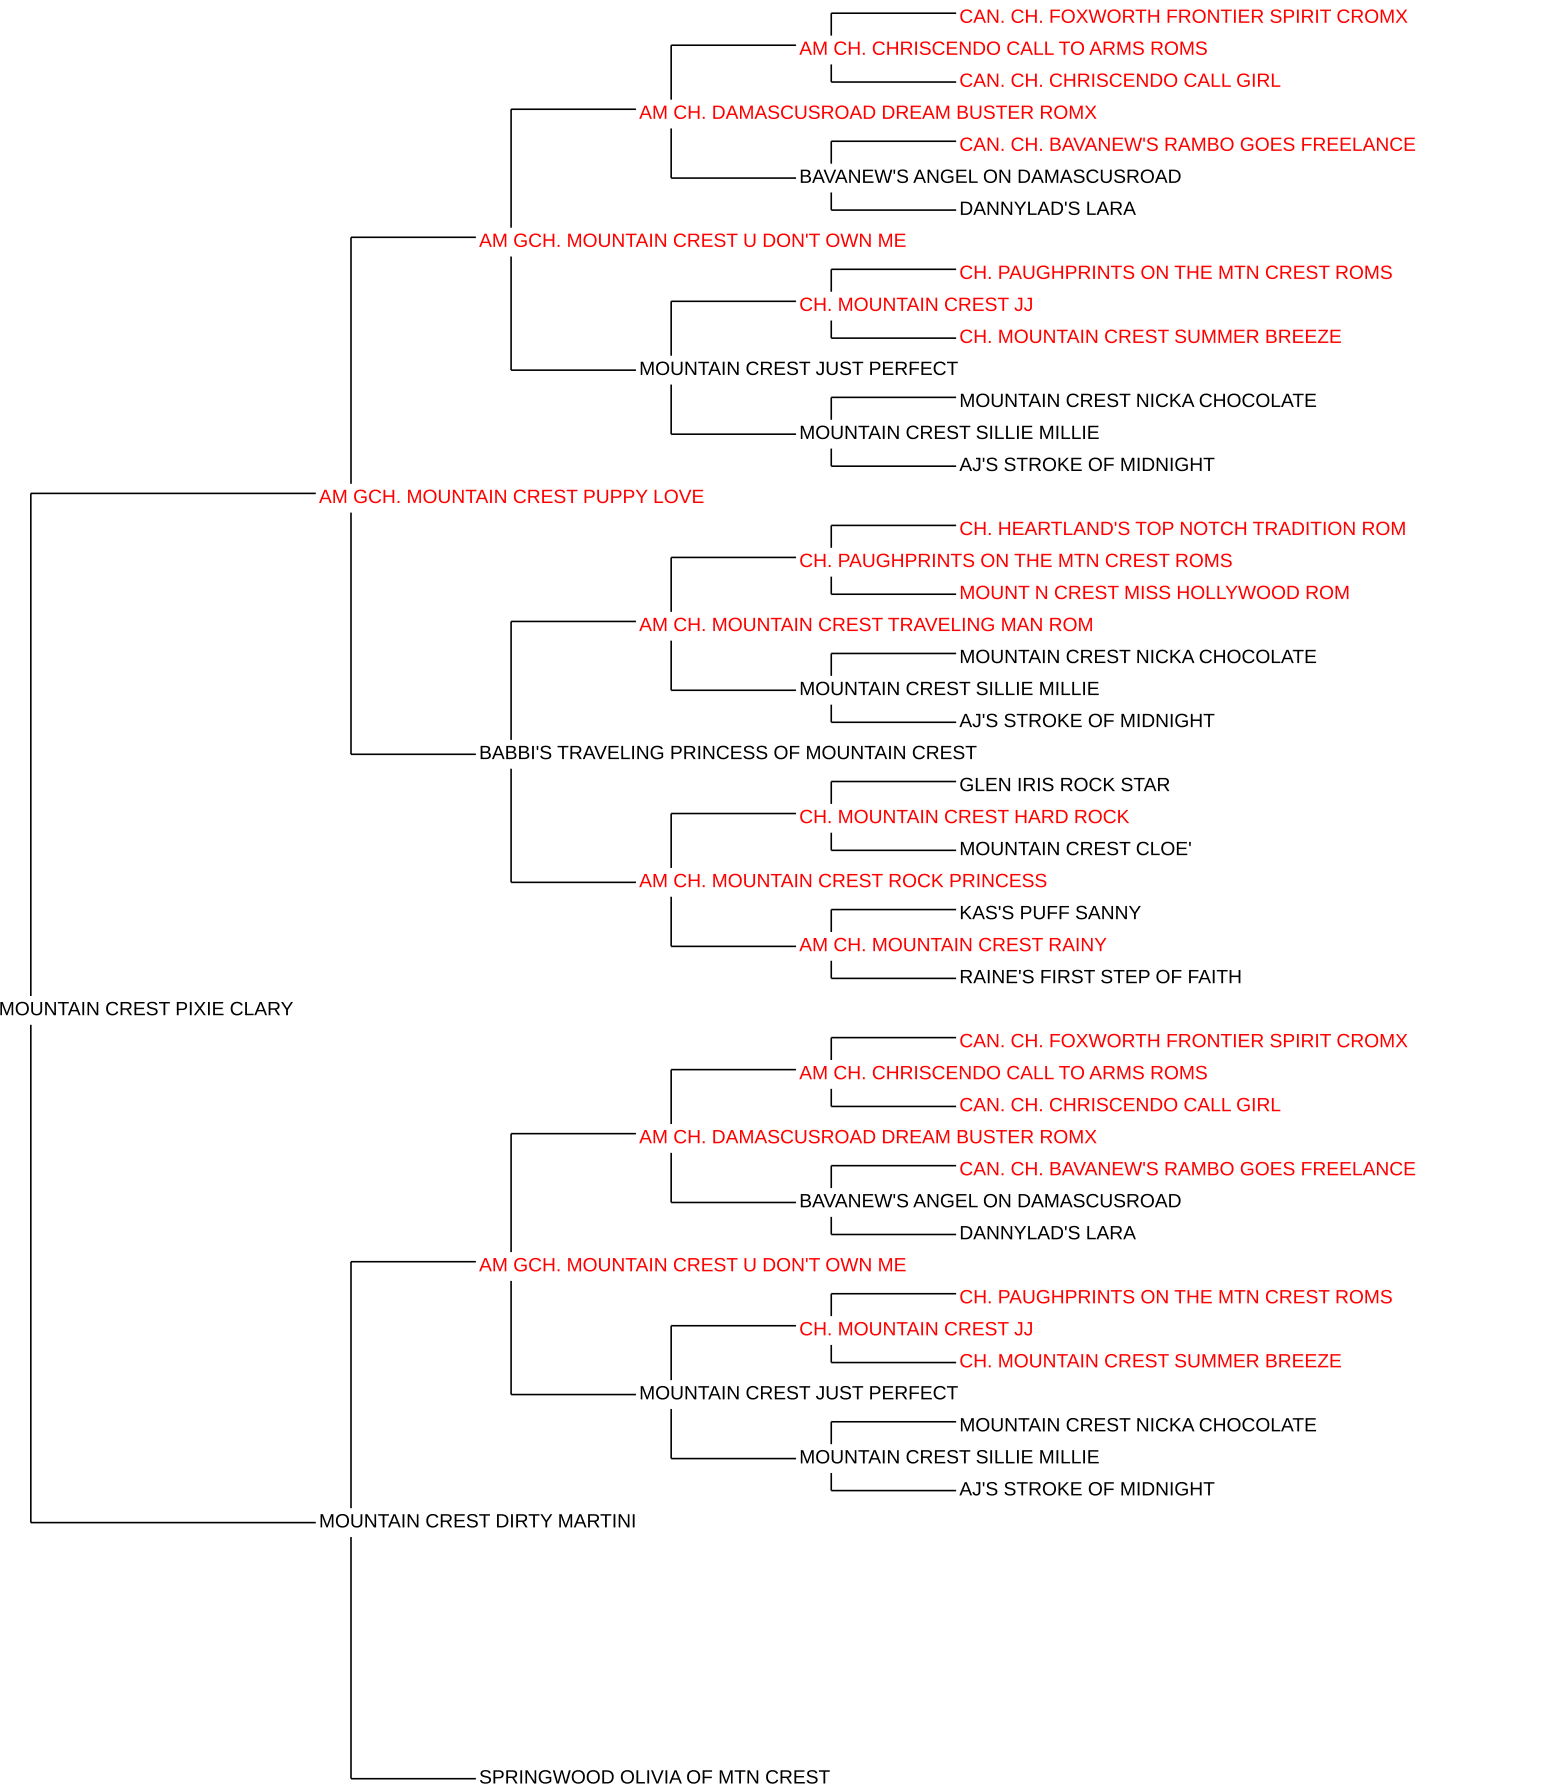 CAN. CH. FOXWORTH FRONTIER SPIRIT CROMX
AM CH. CHRISCENDO CALL TO ARMS ROMS
CAN. CH. CHRISCENDO CALL GIRL
AM CH. DAMASCUSROAD DREAM BUSTER ROMX
CAN. CH. BAVANEW'S RAMBO GOES FREELANCE
BAVANEW'S ANGEL ON DAMASCUSROAD
DANNYLAD'S LARA
AM GCH. MOUNTAIN CREST U DON'T OWN ME
CH. PAUGHPRINTS ON THE MTN CREST ROMS
CH. MOUNTAIN CREST JJ
CH. MOUNTAIN CREST SUMMER BREEZE
MOUNTAIN CREST JUST PERFECT
MOUNTAIN CREST NICKA CHOCOLATE
MOUNTAIN CREST SILLIE MILLIE
AJ'S STROKE OF MIDNIGHT
AM GCH. MOUNTAIN CREST PUPPY LOVE
CH. HEARTLAND'S TOP NOTCH TRADITION ROM
CH. PAUGHPRINTS ON THE MTN CREST ROMS
MOUNT N CREST MISS HOLLYWOOD ROM
AM CH. MOUNTAIN CREST TRAVELING MAN ROM
MOUNTAIN CREST NICKA CHOCOLATE
MOUNTAIN CREST SILLIE MILLIE
AJ'S STROKE OF MIDNIGHT
BABBI'S TRAVELING PRINCESS OF MOUNTAIN CREST
GLEN IRIS ROCK STAR
CH. MOUNTAIN CREST HARD ROCK
MOUNTAIN CREST CLOE'
AM CH. MOUNTAIN CREST ROCK PRINCESS
KAS'S PUFF SANNY
AM CH. MOUNTAIN CREST RAINY
RAINE'S FIRST STEP OF FAITH
MOUNTAIN CREST PIXIE CLARY
CAN. CH. FOXWORTH FRONTIER SPIRIT CROMX
AM CH. CHRISCENDO CALL TO ARMS ROMS
CAN. CH. CHRISCENDO CALL GIRL
AM CH. DAMASCUSROAD DREAM BUSTER ROMX
CAN. CH. BAVANEW'S RAMBO GOES FREELANCE
BAVANEW'S ANGEL ON DAMASCUSROAD
DANNYLAD'S LARA
AM GCH. MOUNTAIN CREST U DON'T OWN ME
CH. PAUGHPRINTS ON THE MTN CREST ROMS
CH. MOUNTAIN CREST JJ
CH. MOUNTAIN CREST SUMMER BREEZE
MOUNTAIN CREST JUST PERFECT
MOUNTAIN CREST NICKA CHOCOLATE
MOUNTAIN CREST SILLIE MILLIE
AJ'S STROKE OF MIDNIGHT
MOUNTAIN CREST DIRTY MARTINI
SPRINGWOOD OLIVIA OF MTN CREST